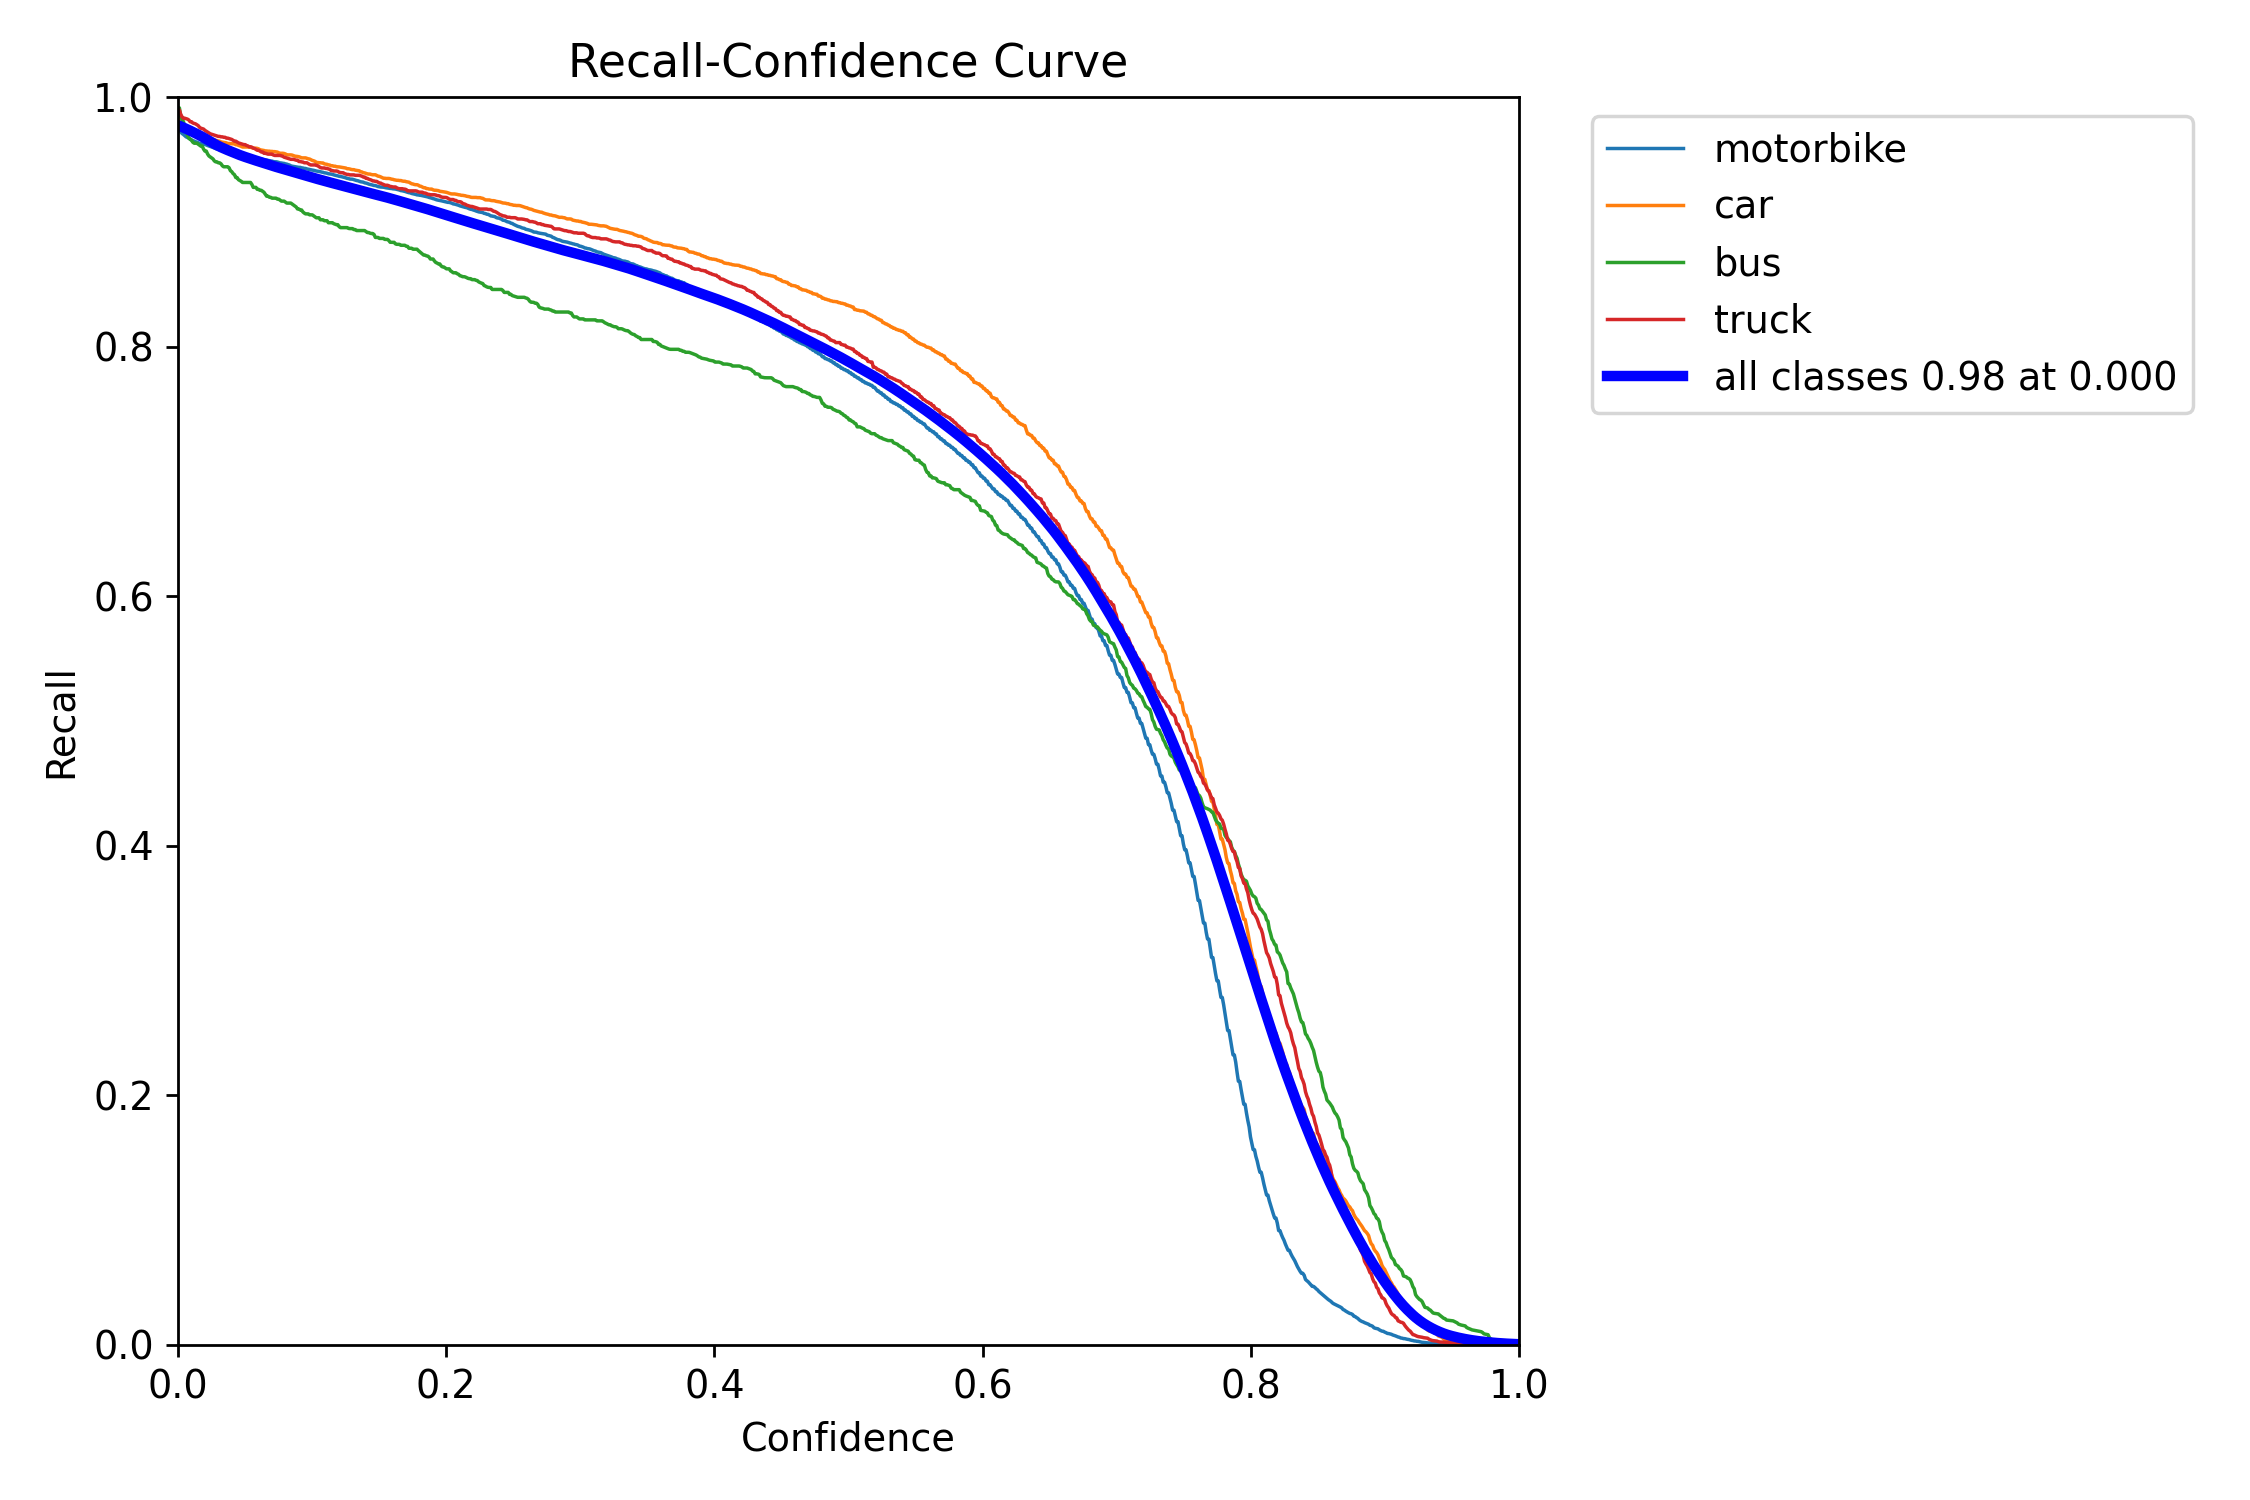 Recall-Confidence Curve
1.0
0.8
0.6
0.4
0.2
0.0
Recall
0.0 0.2 0.4 0.6 0.8 1.0
Confidence
motorbike
car
bus
truck
all classes 0.98 at 0.000